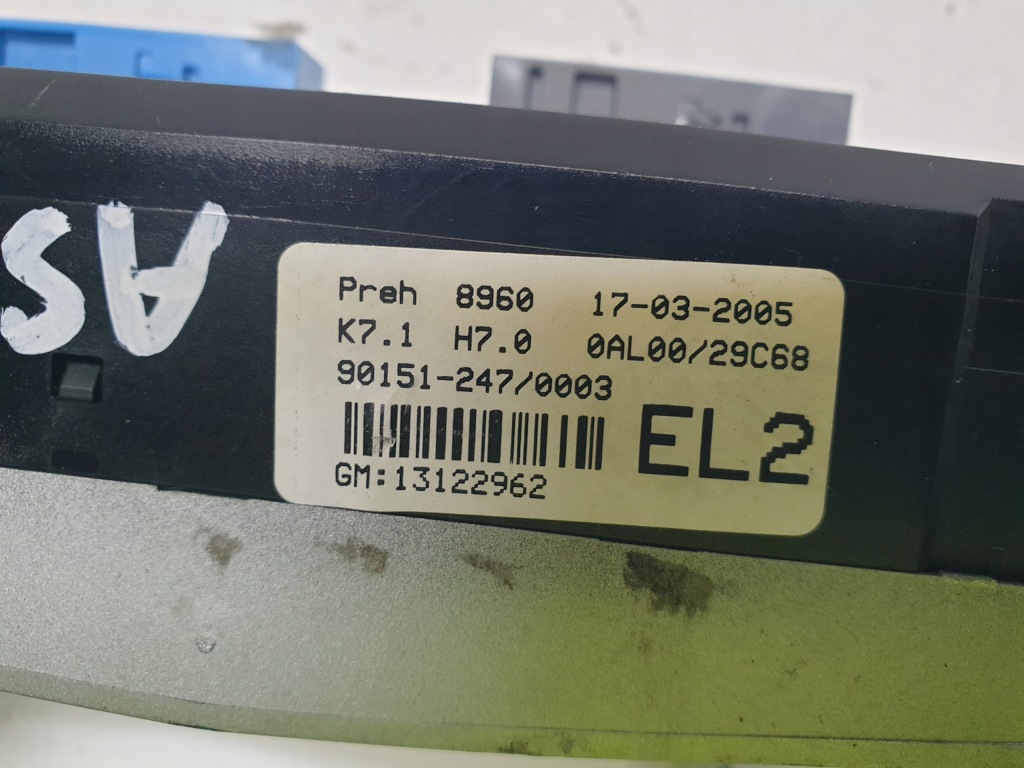 Preh 8960 17-03-2005
K7.1 H7.0 0AL00/29C68
90151-247/0003
EL2
GM:13122962
AS